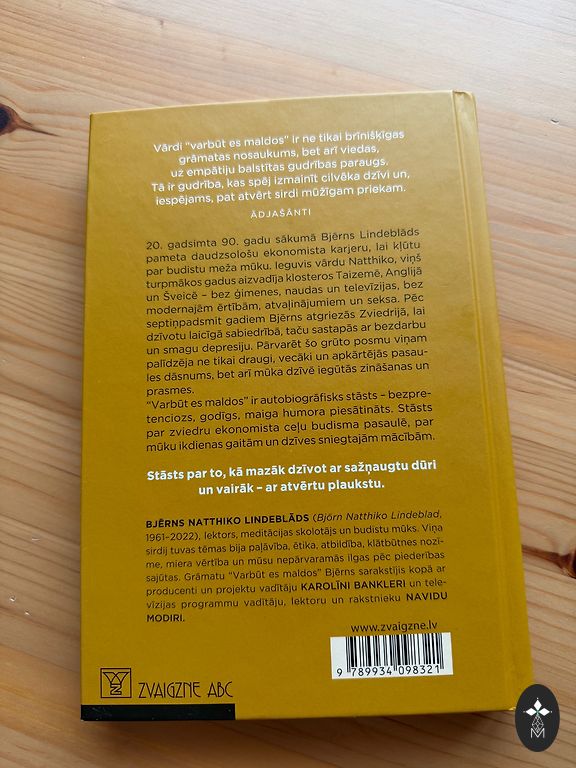 Vārdi "varbūt es maldos" ir ne tikai brīnišķīgas
grāmatas nosaukums, bet arī viedas,
uz empātiju balstītas gudrības paraugs.
Tā ir gudrība, kas spēj izmainīt cilvēka dzīvi un,
iespējams, pat atvērt sirdi mūžīgam priekam.
ĀDJAŠĀNTI
20. gadsimta 90. gadu sākumā Bjērns Lindeblāds
pameta daudzsološu ekonomista karjeru, lai kļūtu
par budistu meža mūku. Ieguvis vārdu Natthiko, viņš
turpmākos gadus aizvadīja klosteros Taizemē, Anglijā
un Šveicē – bez ģimenes, naudas un televīzijas, bez
modernajām ērtībām, atvaļinājumiem un seksa. Pēc
septiņpadsmit gadiem Bjērns atgriezās Zviedrijā, lai
dzīvotu laicīgā sabiedrībā, taču sastapās ar bezdarbu
un smagu depresiju. Pārvarēt šo grūto posmu viņam
palīdzēja ne tikai draugi, vecāki un apkārtējās pasau-
les dāsnums, bet arī mūka dzīvē iegūtās zināšanas un
prasmes.
"Varbūt es maldos" ir autobiogrāfisks stāsts – bezpre-
tenciozs, godīgs, maiga humora piesātināts. Stāsts
par zviedru ekonomista ceļu budisma pasaulē, par
mūku ikdienas gaitām un dzīves sniegtajām mācībām.
Stāsts par to, kā mazāk dzīvot ar sažņaugtu dūri
un vairāk – ar atvērtu plaukstu.
BJĒRNS NATTHIKO LINDEBLĀDS (Björn Natthiko Lindeblad,
1961–2022), lektors, meditācijas skolotājs un budistu mūks. Viņa
sirdij tuvas tēmas bija paļāvība, ētika, atbildība, klātbūtnes nozī-
me, miera vērtība un mūsu nepārvaramās ilgas pēc piederības
sajūtas. Grāmatu "Varbūt es maldos" Bjērns sarakstījis kopā ar
producenti un projektu vadītāju KAROLĪNI BANKLERI un tele-
vīzijas programmu vadītāju, lektoru un rakstnieku NAVIDU
MODIRI.
www.zvaigzne.lv
9 789934 098321
ZVAIGZNE ABC
M